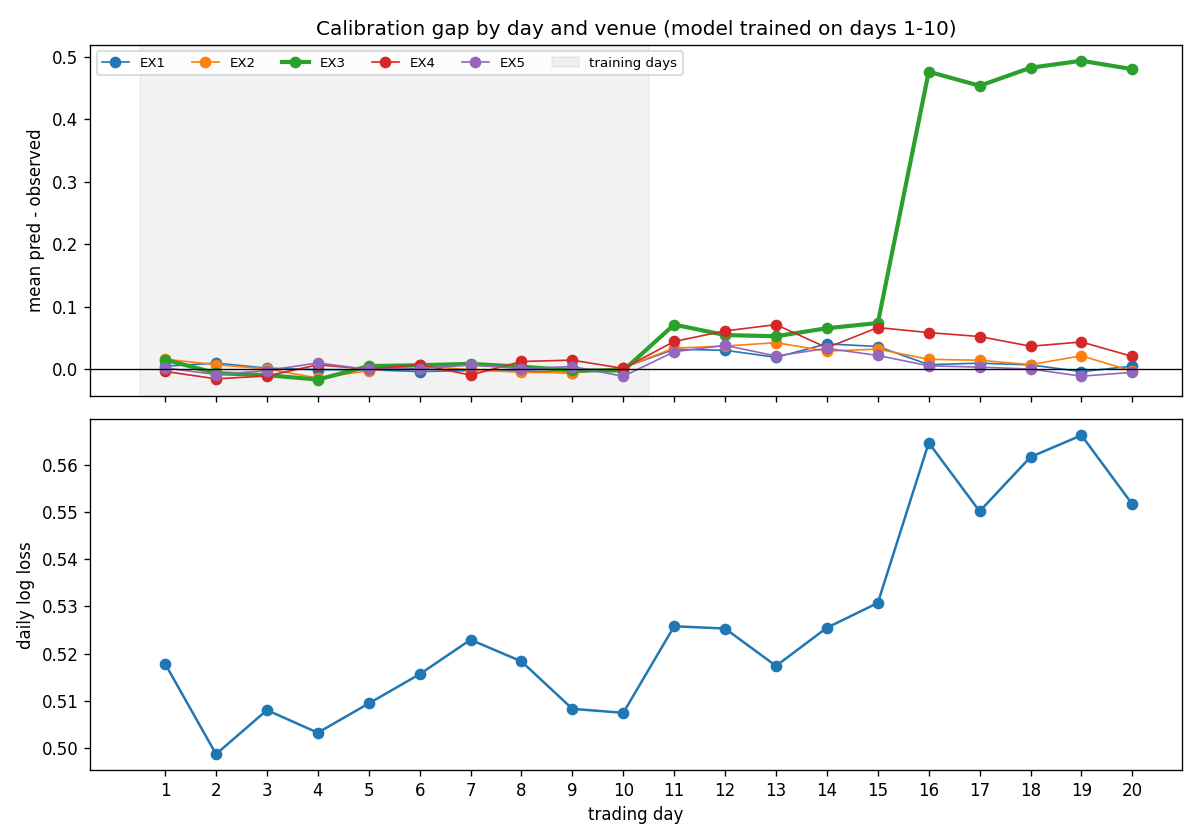 Calibration gap by day and venue (model trained on days 1-10)
EX1 EX2 EX3 EX4 EX5 training days
mean pred - observed
0.5
0.4
0.3
0.2
0.1
0.0
daily log loss
0.56
0.55
0.54
0.53
0.52
0.51
0.50
1 2 3 4 5 6 7 8 9 10 11 12 13 14 15 16 17 18 19 20
trading day